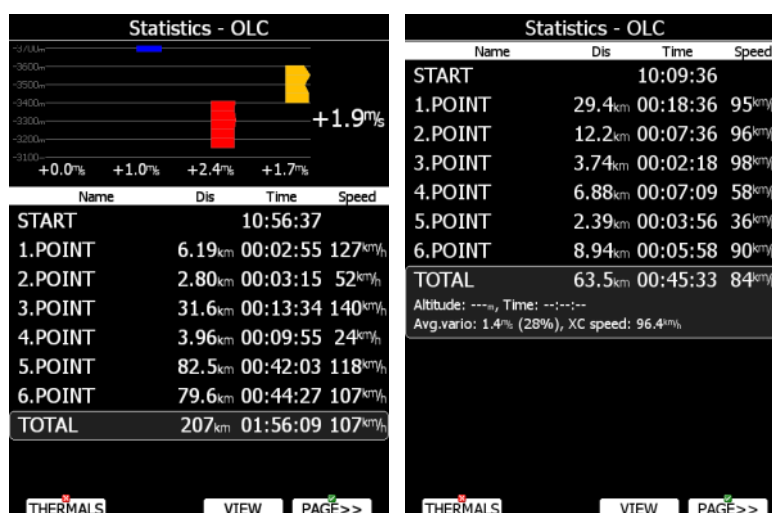 Statistics - OLC
-3700m
-3600m
-3500m
-3400m
-3300m
-3200m
-3100
+1.9m/s
+0.0m/s +1.0m/s +2.4m/s +1.7m/s
Name Dis Time Speed
START 10:56:37
1.POINT 6.19km 00:02:55 127km/h
2.POINT 2.80km 00:03:15 52km/h
3.POINT 31.6km 00:13:34 140km/h
4.POINT 3.96km 00:09:55 24km/h
5.POINT 82.5km 00:42:03 118km/h
6.POINT 79.6km 00:44:27 107km/h
TOTAL 207km 01:56:09 107km/h
THERMALS VIEW PAGE>>
Statistics - OLC
Name Dis Time Speed
START 10:09:36
1.POINT 29.4km 00:18:36 95km/
2.POINT 12.2km 00:07:36 96km/
3.POINT 3.74km 00:02:18 98km/
4.POINT 6.88km 00:07:09 58km/
5.POINT 2.39km 00:03:56 36km/
6.POINT 8.94km 00:05:58 90km/
TOTAL 63.5km 00:45:33 84km/
Altitude: ---m, Time: --:--:--
Avg.vario: 1.4m/s (28%), XC speed: 96.4km/h
THERMALS VIEW PAGE>>